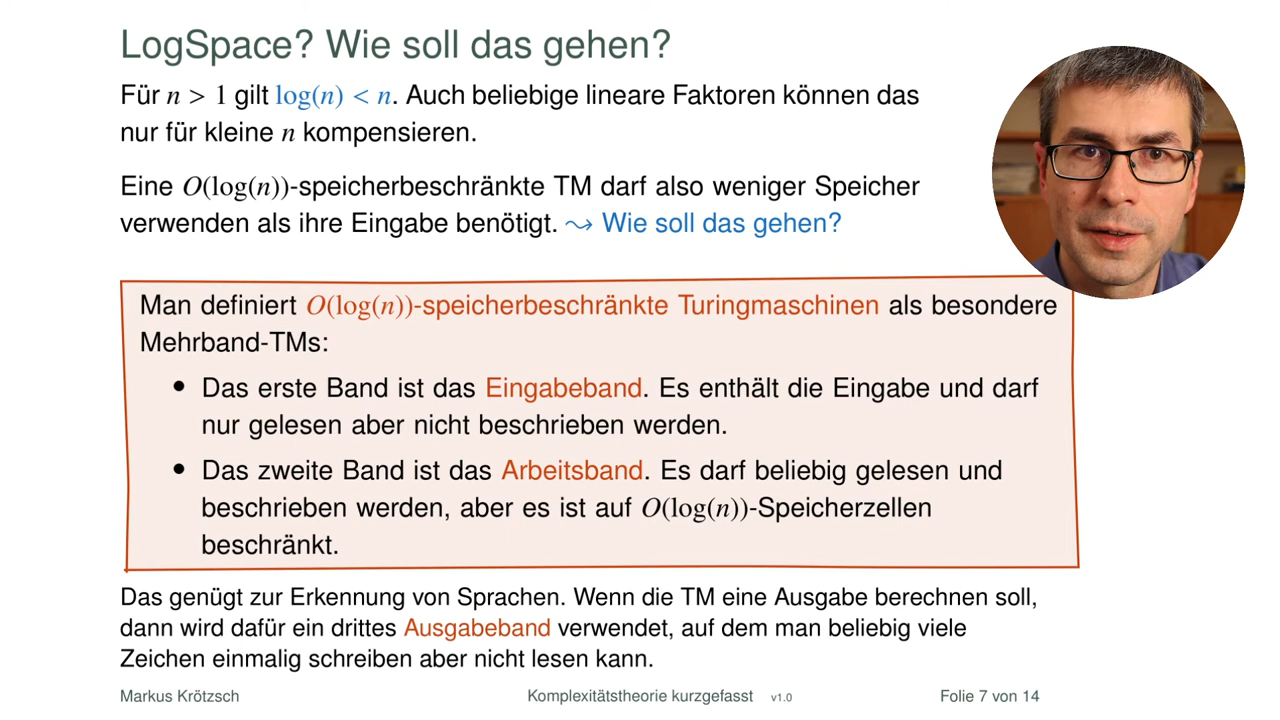 LogSpace? Wie soll das gehen?
Für n > 1 gilt log(n) < n. Auch beliebige lineare Faktoren können das
nur für kleine n kompensieren.
Eine O(log(n))-speicherbeschränkte TM darf also weniger Speicher
verwenden als ihre Eingabe benötigt. ⇝ Wie soll das gehen?
Man definiert O(log(n))-speicherbeschränkte Turingmaschinen als besondere
Mehrband-TMs:
• Das erste Band ist das Eingabeband. Es enthält die Eingabe und darf
nur gelesen aber nicht beschrieben werden.
• Das zweite Band ist das Arbeitsband. Es darf beliebig gelesen und
beschrieben werden, aber es ist auf O(log(n))-Speicherzellen
beschränkt.
Das genügt zur Erkennung von Sprachen. Wenn die TM eine Ausgabe berechnen soll,
dann wird dafür ein drittes Ausgabeband verwendet, auf dem man beliebig viele
Zeichen einmalig schreiben aber nicht lesen kann.
Markus Krötzsch Komplexitätstheorie kurzgefasst v1.0 Folie 7 von 14